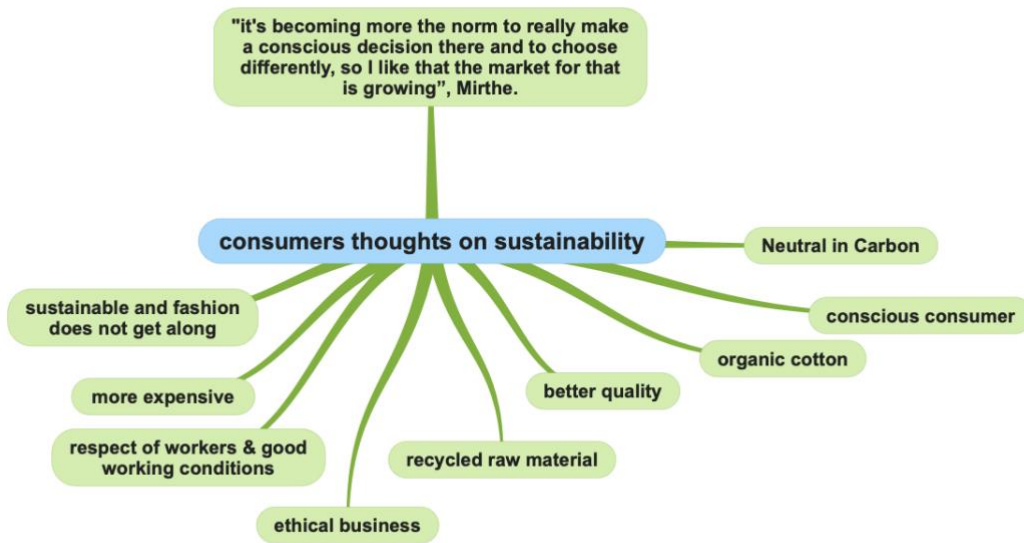 "it's becoming more the norm to really make
a conscious decision there and to choose
differently, so I like that the market for that
is growing”, Mirthe.
consumers thoughts on sustainability
Neutral in Carbon
sustainable and fashion
does not get along
conscious consumer
organic cotton
more expensive
better quality
respect of workers & good
working conditions
recycled raw material
ethical business